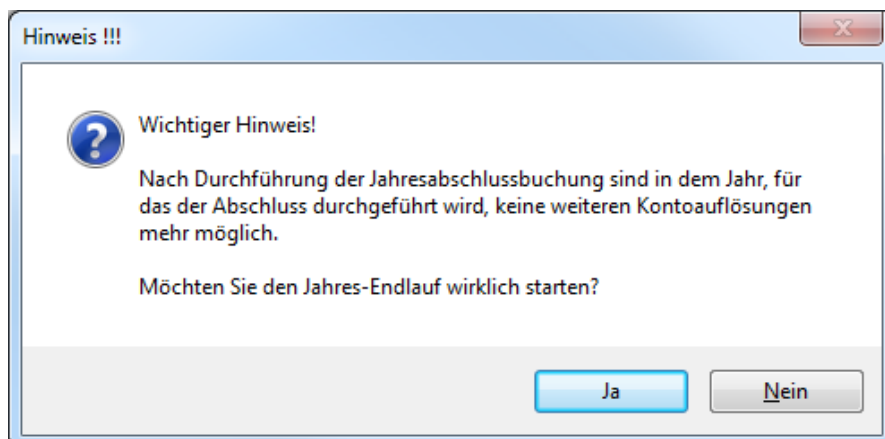 Hinweis !!!
Wichtiger Hinweis!
Nach Durchführung der Jahresabschlussbuchung sind in dem Jahr, für
das der Abschluss durchgeführt wird, keine weiteren Kontoauflösungen
mehr möglich.
Möchten Sie den Jahres-Endlauf wirklich starten?
Ja
Nein